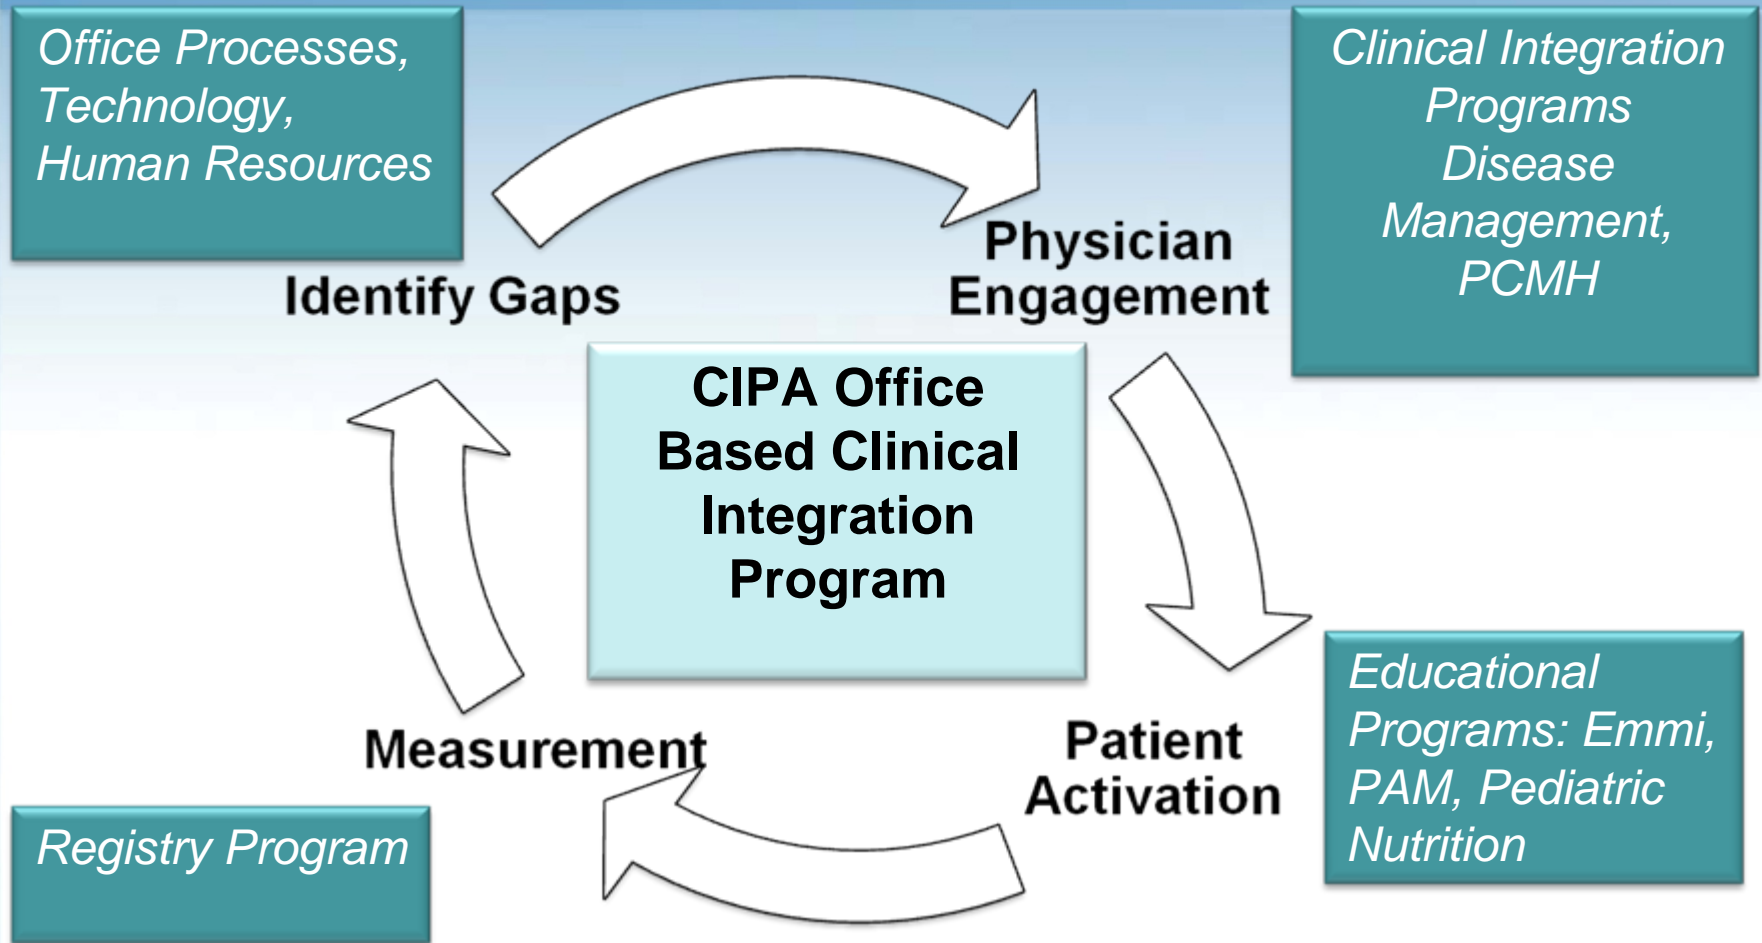 Office Processes,
Technology,
Human Resources
Clinical Integration
Programs
Disease
Management,
PCMH
Identify Gaps
Physician
Engagement
CIPA Office
Based Clinical
Integration
Program
Measurement
Patient
Activation
Registry Program
Educational
Programs: Emmi,
PAM, Pediatric
Nutrition